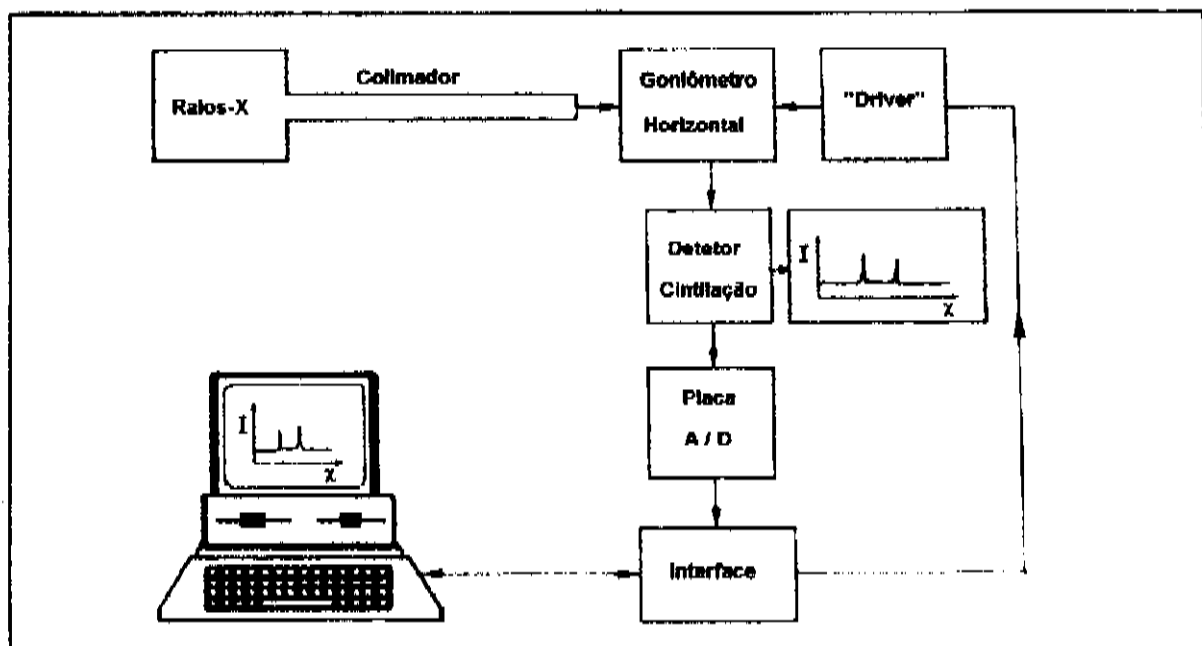 Raios-X
Colimador
Goniômetro
Horizontal
"Driver"
Detetor
Cintilação
I
χ
Placa
A / D
I
χ
Interface